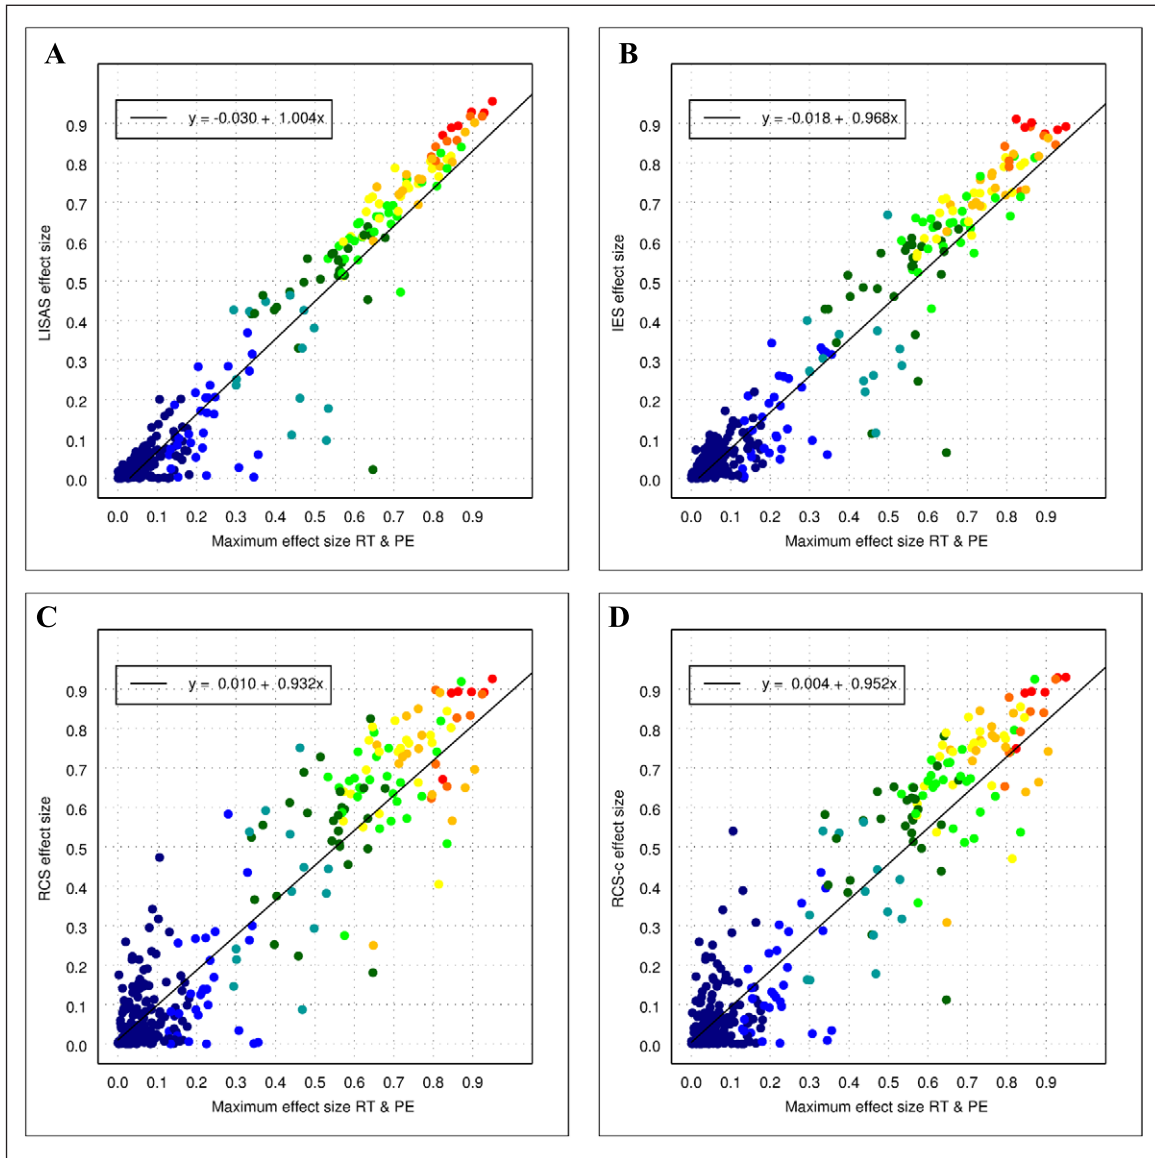 A
y = -0.030 + 1.004x
LISAS effect size
0.9
0.8
0.7
0.6
0.5
0.4
0.3
0.2
0.1
0.0
0.0 0.1 0.2 0.3 0.4 0.5 0.6 0.7 0.8 0.9
Maximum effect size RT & PE
B
y = -0.018 + 0.968x
IES effect size
0.9
0.8
0.7
0.6
0.5
0.4
0.3
0.2
0.1
0.0
0.0 0.1 0.2 0.3 0.4 0.5 0.6 0.7 0.8 0.9
Maximum effect size RT & PE
C
y = 0.010 + 0.932x
RCS effect size
0.9
0.8
0.7
0.6
0.5
0.4
0.3
0.2
0.1
0.0
0.0 0.1 0.2 0.3 0.4 0.5 0.6 0.7 0.8 0.9
Maximum effect size RT & PE
D
y = 0.004 + 0.952x
RCS-c effect size
0.9
0.8
0.7
0.6
0.5
0.4
0.3
0.2
0.1
0.0
0.0 0.1 0.2 0.3 0.4 0.5 0.6 0.7 0.8 0.9
Maximum effect size RT & PE